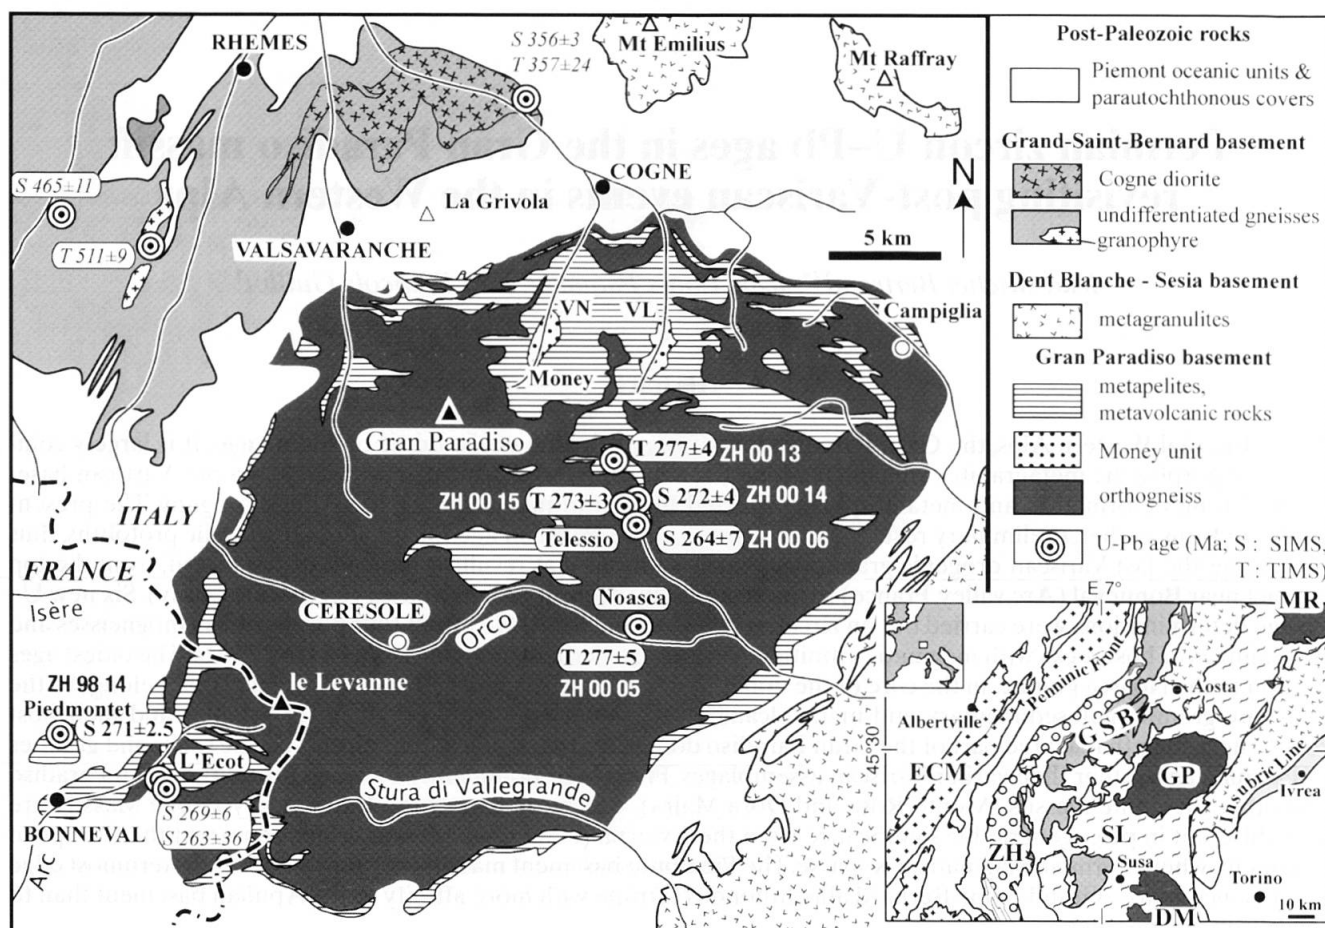 RHEMES
S 356±3
T 357±24
Mt Emilius
Mt Raffray
S 465±11
T 511±9
La Grivola
VALSAVARANCHE
COGNE
N
5 km
VN
VL
Campiglia
Money
Gran Paradiso
T 277±4
ZH 00 13
ZH 00 15
T 273±3
S 272±4
ZH 00 14
Telessio
S 264±7
ZH 00 06
ITALY
FRANCE
Isère
CERESOLE
Orco
Noasca
T 277±5
ZH 00 05
le Levanne
ZH 98 14
Piedmontet
S 271±2.5
L'Ecot
S 269±6
S 263±36
BONNEVAL
Arc
Stura di Vallegrande
Post-Paleozoic rocks
Piemont oceanic units &
parautochthonous covers
Grand-Saint-Bernard basement
Cogne diorite
undifferentiated gneisses
granophyre
Dent Blanche - Sesia basement
metagranulites
Gran Paradiso basement
metapelites,
metavolcanic rocks
Money unit
orthogneiss
U-Pb age (Ma; S : SIMS,
T : TIMS)
E 7°
MR
Penninic Front
Aosta
Albertville
GSB
45°30
ECM
GP
Insubric Line
Ivrea
SL
ZH
Susa
Torino
DM
10 km